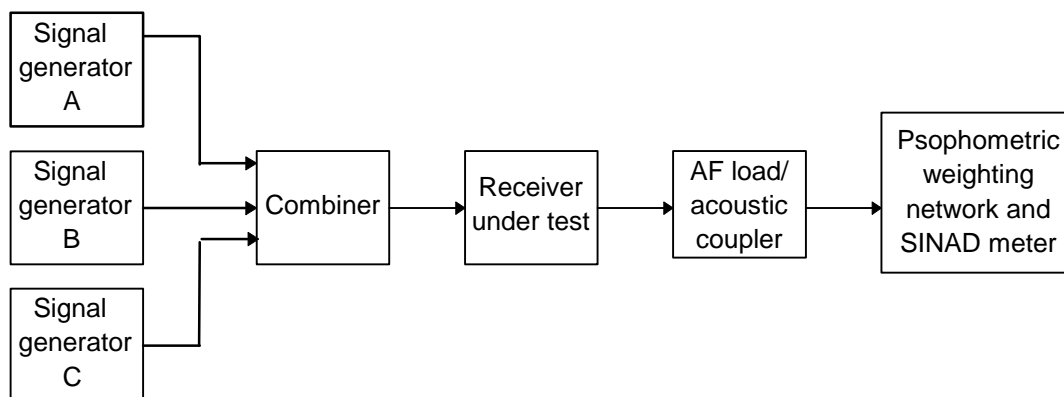 Signal
generator
A
Signal
generator
B
Signal
generator
C
Combiner
Receiver
under test
AF load/
acoustic
coupler
Psophometric
weighting
network and
SINAD meter